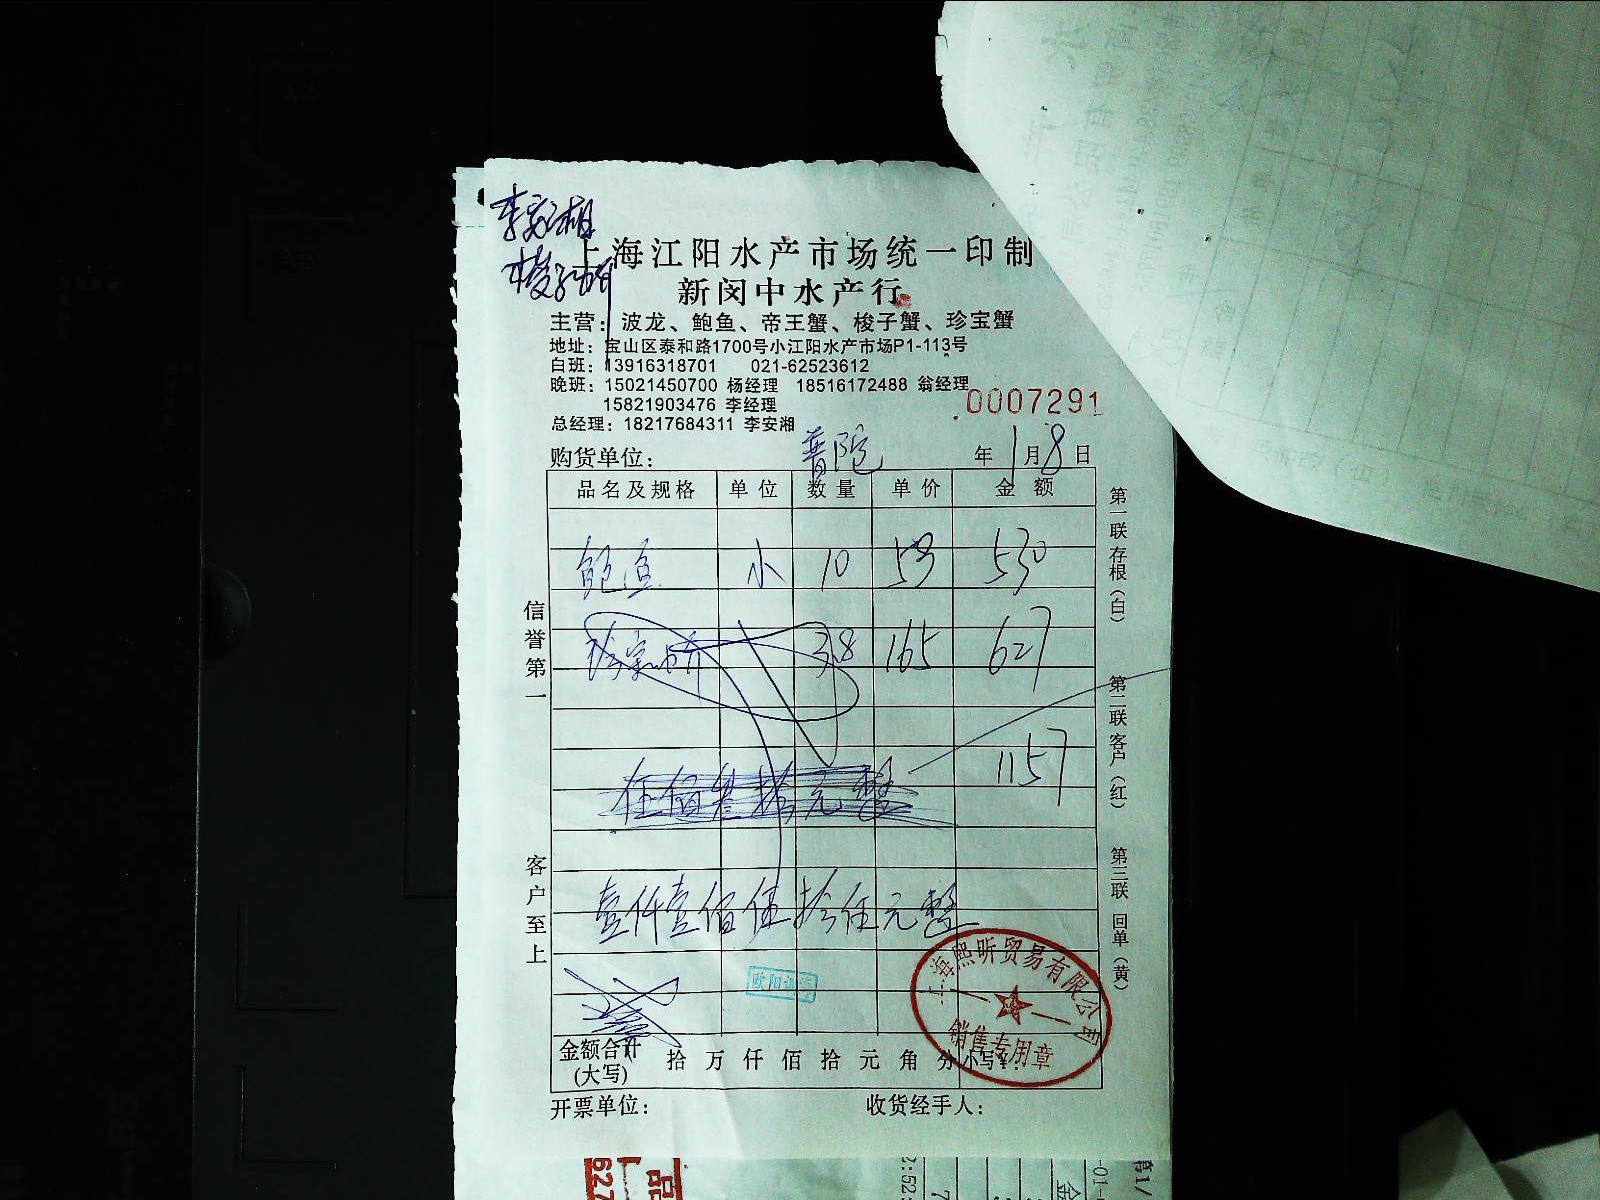 李安湘
上海江阳水产市场统一印制
新闵中水产行
主营：波龙、鲍鱼、帝王蟹、梭子蟹、珍宝蟹
地址：宝山区泰和路1700号小江阳水产市场P1-113号
白班：13916318701 021-62523612
晚班：15021450700 杨经理 18516172488 翁经理
15821903476 李经理
0007291
总经理：18217684311 李安湘
购货单位： 普陀 年 1 月 8 日
品名及规格 单位 数量 单价 金额
鲍鱼 小 10 53 530
3.8 165 627
1157
伍佰叁拾元整
壹仟壹佰伍拾柒元整
信誉第一
客户至上
第一联 存根（白）
第二联 客户（红）
第三联 回单（黄）
上海熙昕贸易有限公司
销售专用章
金额合计 拾 万 仟 佰 拾 元 角 分 小写￥：
(大写)
开票单位： 收货经手人：